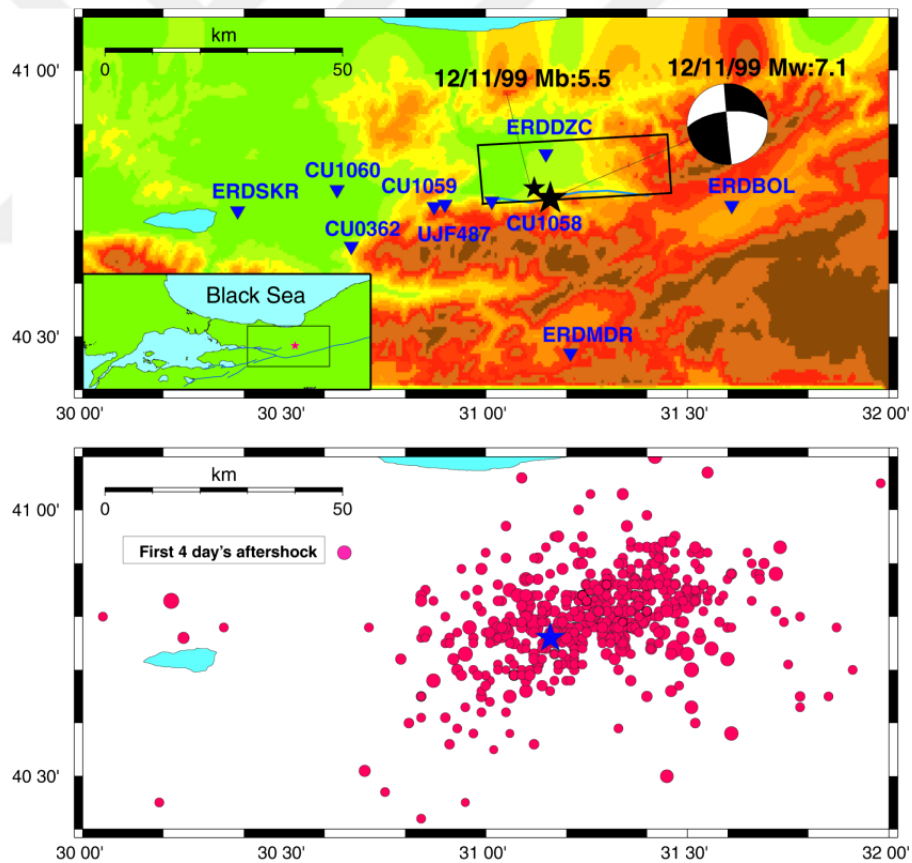 km
0
50
12/11/99 Mb:5.5
12/11/99 Mw:7.1
41 00'
ERDDZC
CU1060
CU1059
ERDSKR
ERDBOL
CU0362
UJF487
CU1058
Black Sea
40 30'
ERDMDR
30 00'
30 30'
31 00'
31 30'
32 00'
km
0
50
41 00'
First 4 day's aftershock
40 30'
30 00'
30 30'
31 00'
31 30'
32 00'